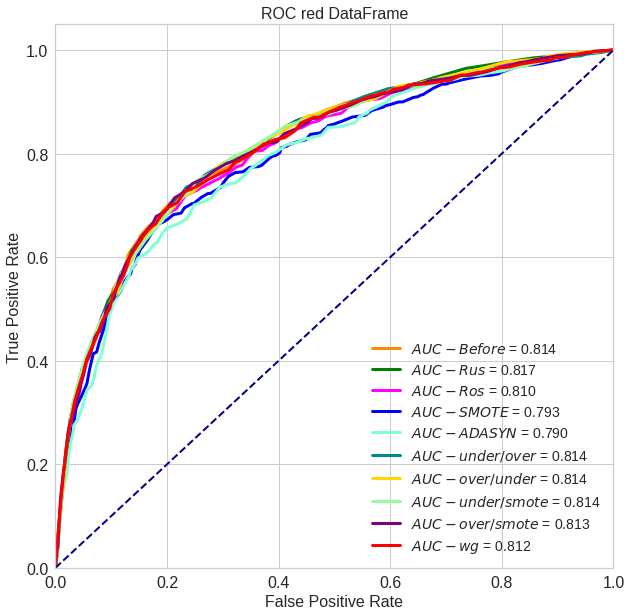 ROC red DataFrame
True Positive Rate
1.0
0.8
0.6
0.4
0.2
0.0
AUC − Before = 0.814
AUC − Rus = 0.817
AUC − Ros = 0.810
AUC − SMOTE = 0.793
AUC − ADASYN = 0.790
AUC − under/over = 0.814
AUC − over/under = 0.814
AUC − under/smote = 0.814
AUC − over/smote = 0.813
AUC − wg = 0.812
0.0 0.2 0.4 0.6 0.8 1.0
False Positive Rate